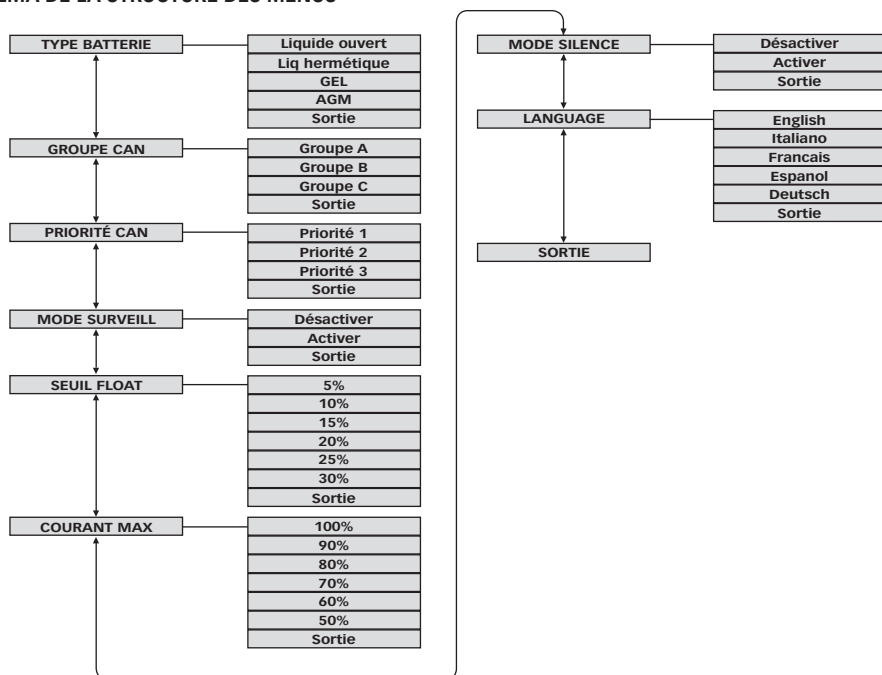 TYPE BATTERIE
Liquide ouvert
Liq hermétique
GEL
AGM
Sortie
GROUPE CAN
Groupe A
Groupe B
Groupe C
Sortie
PRIORITÉ CAN
Priorité 1
Priorité 2
Priorité 3
Sortie
MODE SURVEILL
Désactiver
Activer
Sortie
SEUIL FLOAT
5%
10%
15%
20%
25%
30%
Sortie
COURANT MAX
100%
90%
80%
70%
60%
50%
Sortie
MODE SILENCE
Désactiver
Activer
Sortie
LANGUAGE
English
Italiano
Francais
Espanol
Deutsch
Sortie
SORTIE